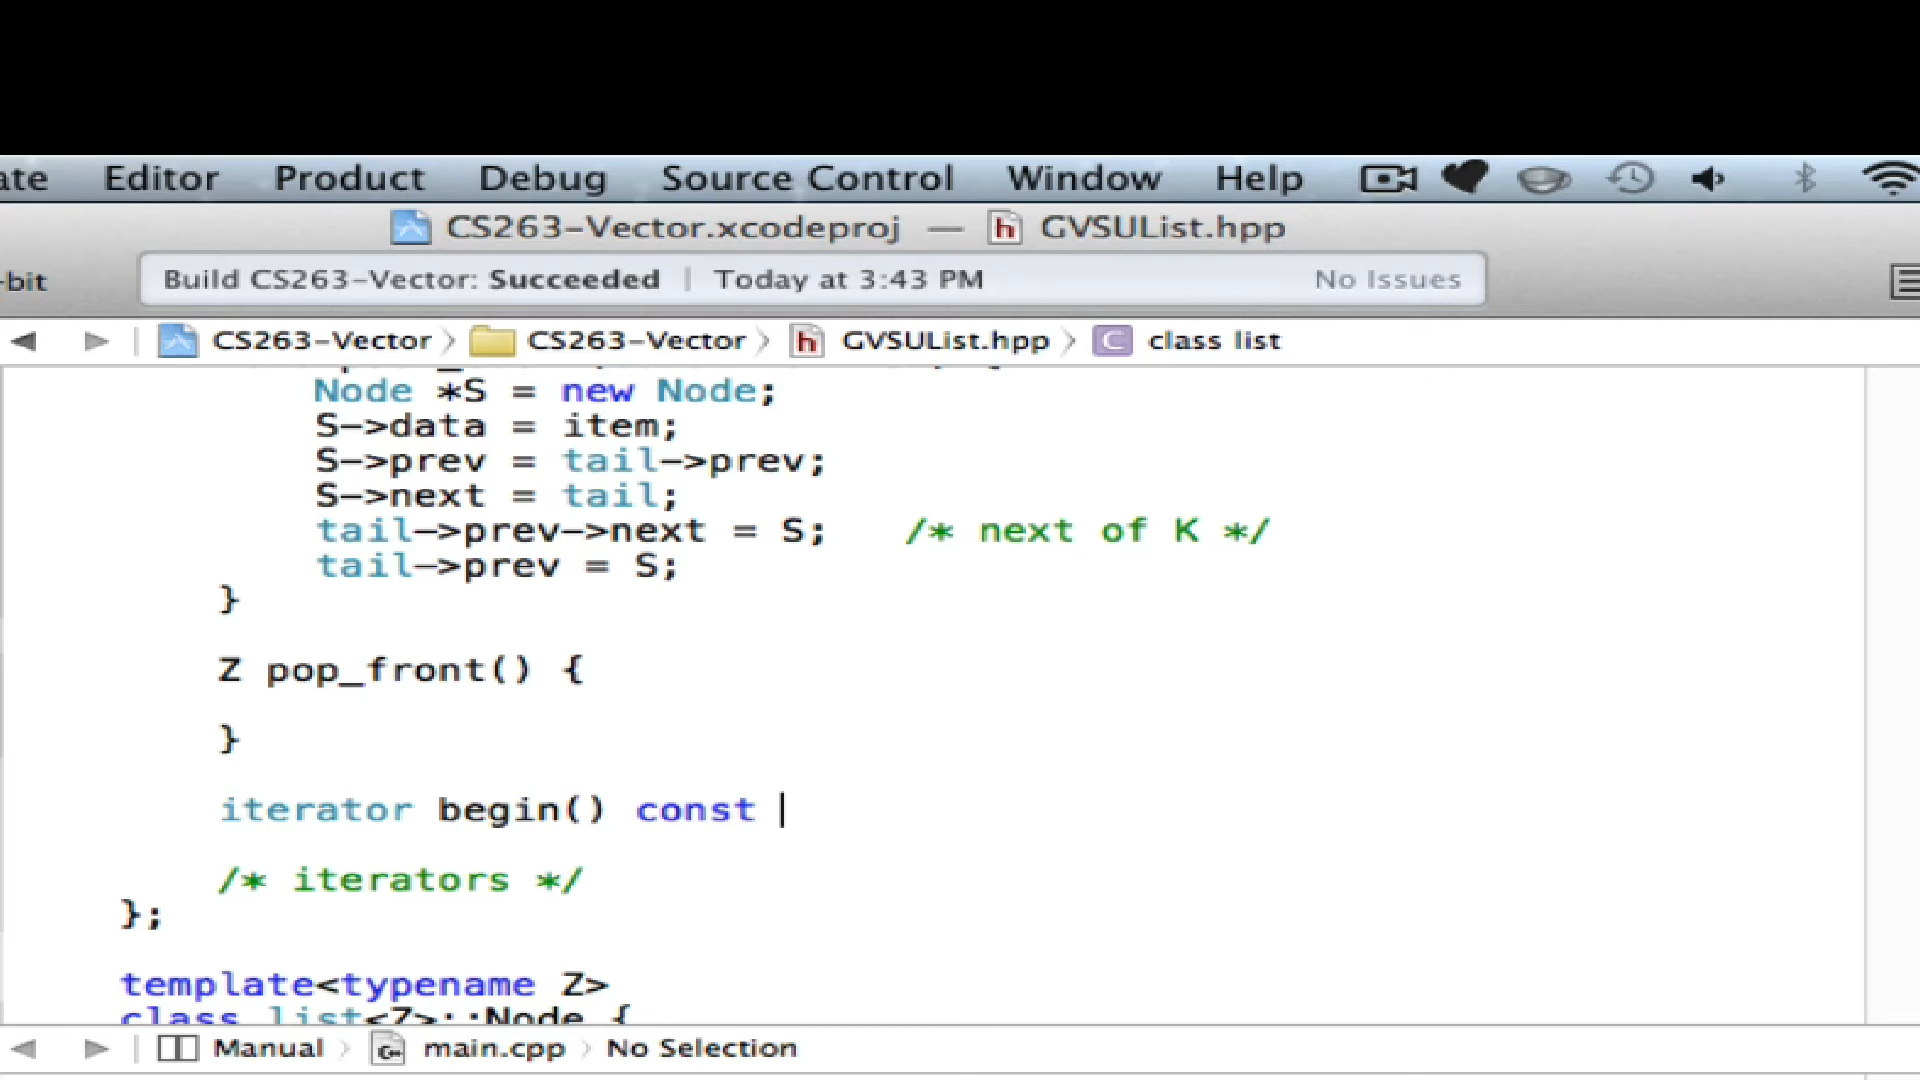 ate Editor Product Debug Source Control Window Help
CS263-Vector.xcodeproj — h GVSUList.hpp
-bit Build CS263-Vector: Succeeded | Today at 3:43 PM No Issues
CS263-Vector CS263-Vector h GVSUList.hpp C class list
Node *S = new Node;
S->data = item;
S->prev = tail->prev;
S->next = tail;
tail->prev->next = S; /* next of K */
tail->prev = S;
}
Z pop_front() {
}
iterator begin() const
/* iterators */
};
template<typename Z>
class list<Z>::Node {
Manual C+ main.cpp No Selection